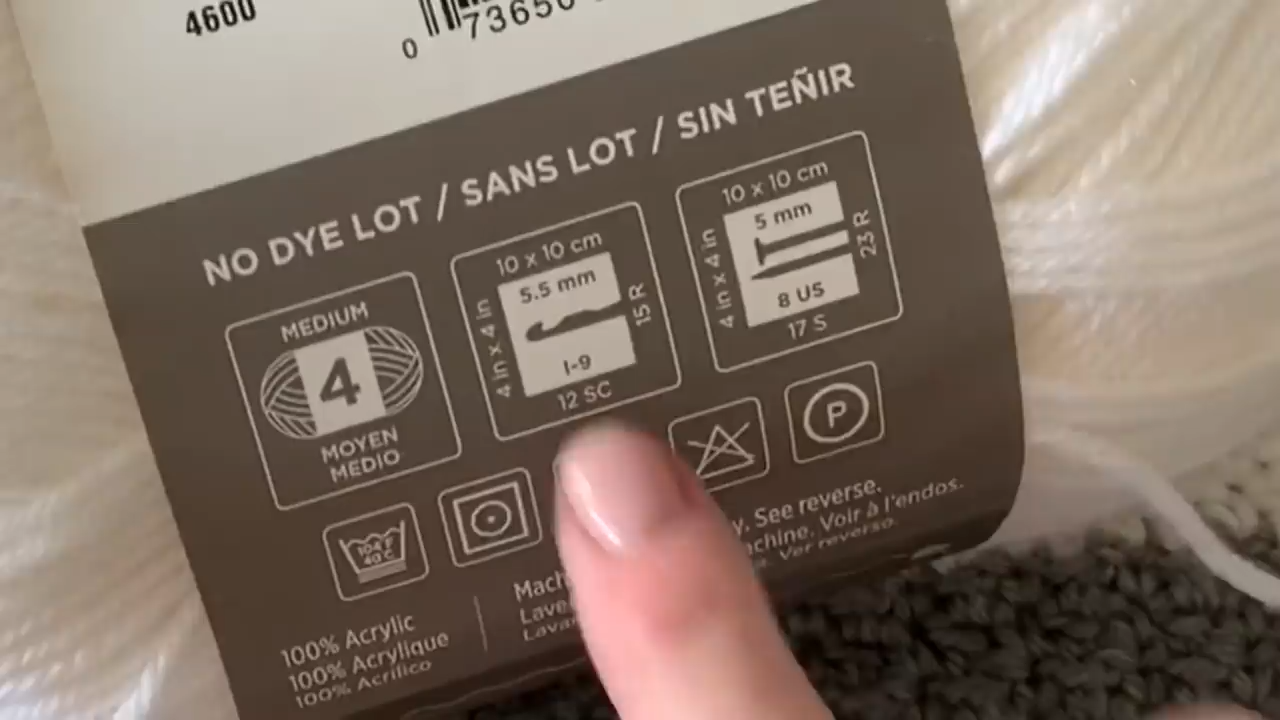 4600
0 73650
NO DYE LOT / SANS LOT / SIN TEÑIR
MEDIUM
4
MOYEN
MEDIO
10 x 10 cm
4 in x 4 in
5.5 mm
I-9
15 R
12 SC
10 x 10 cm
4 in x 4 in
5 mm
8 US
23 R
17 S
104 F
40 C
P
100% Acrylic
100% Acrylique
100% Acrílico
See reverse.
Voir à l'endos.
Ver reverso.